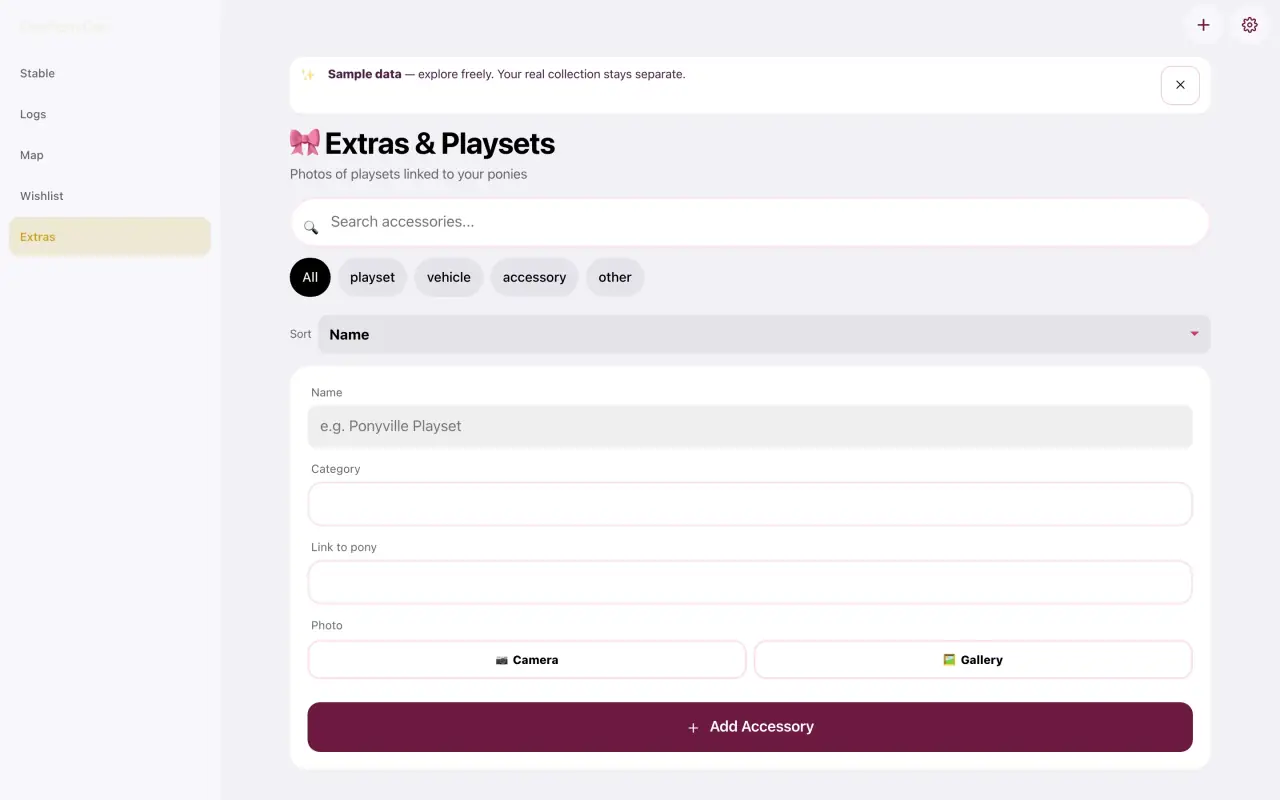 Stable
Logs
Map
Wishlist
Extras
Sample data — explore freely. Your real collection stays separate.
Extras & Playsets
Photos of playsets linked to your ponies
Search accessories...
All playset vehicle accessory other
Sort Name
Name
e.g. Ponyville Playset
Category
Link to pony
Photo
Camera Gallery
+ Add Accessory